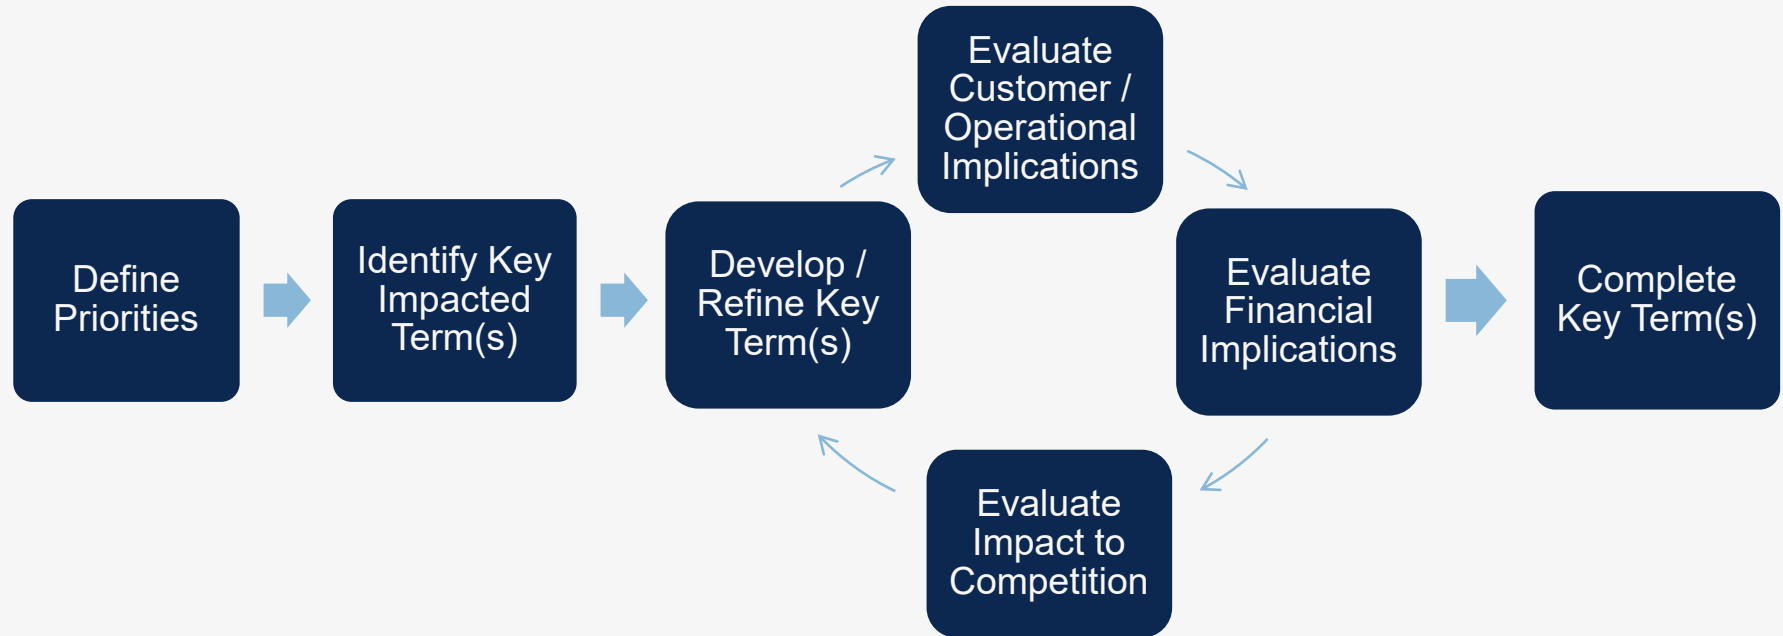 Define
Priorities
Identify Key
Impacted
Term(s)
Develop /
Refine Key
Term(s)
Evaluate
Customer /
Operational
Implications
Evaluate
Financial
Implications
Evaluate
Impact to
Competition
Complete
Key Term(s)